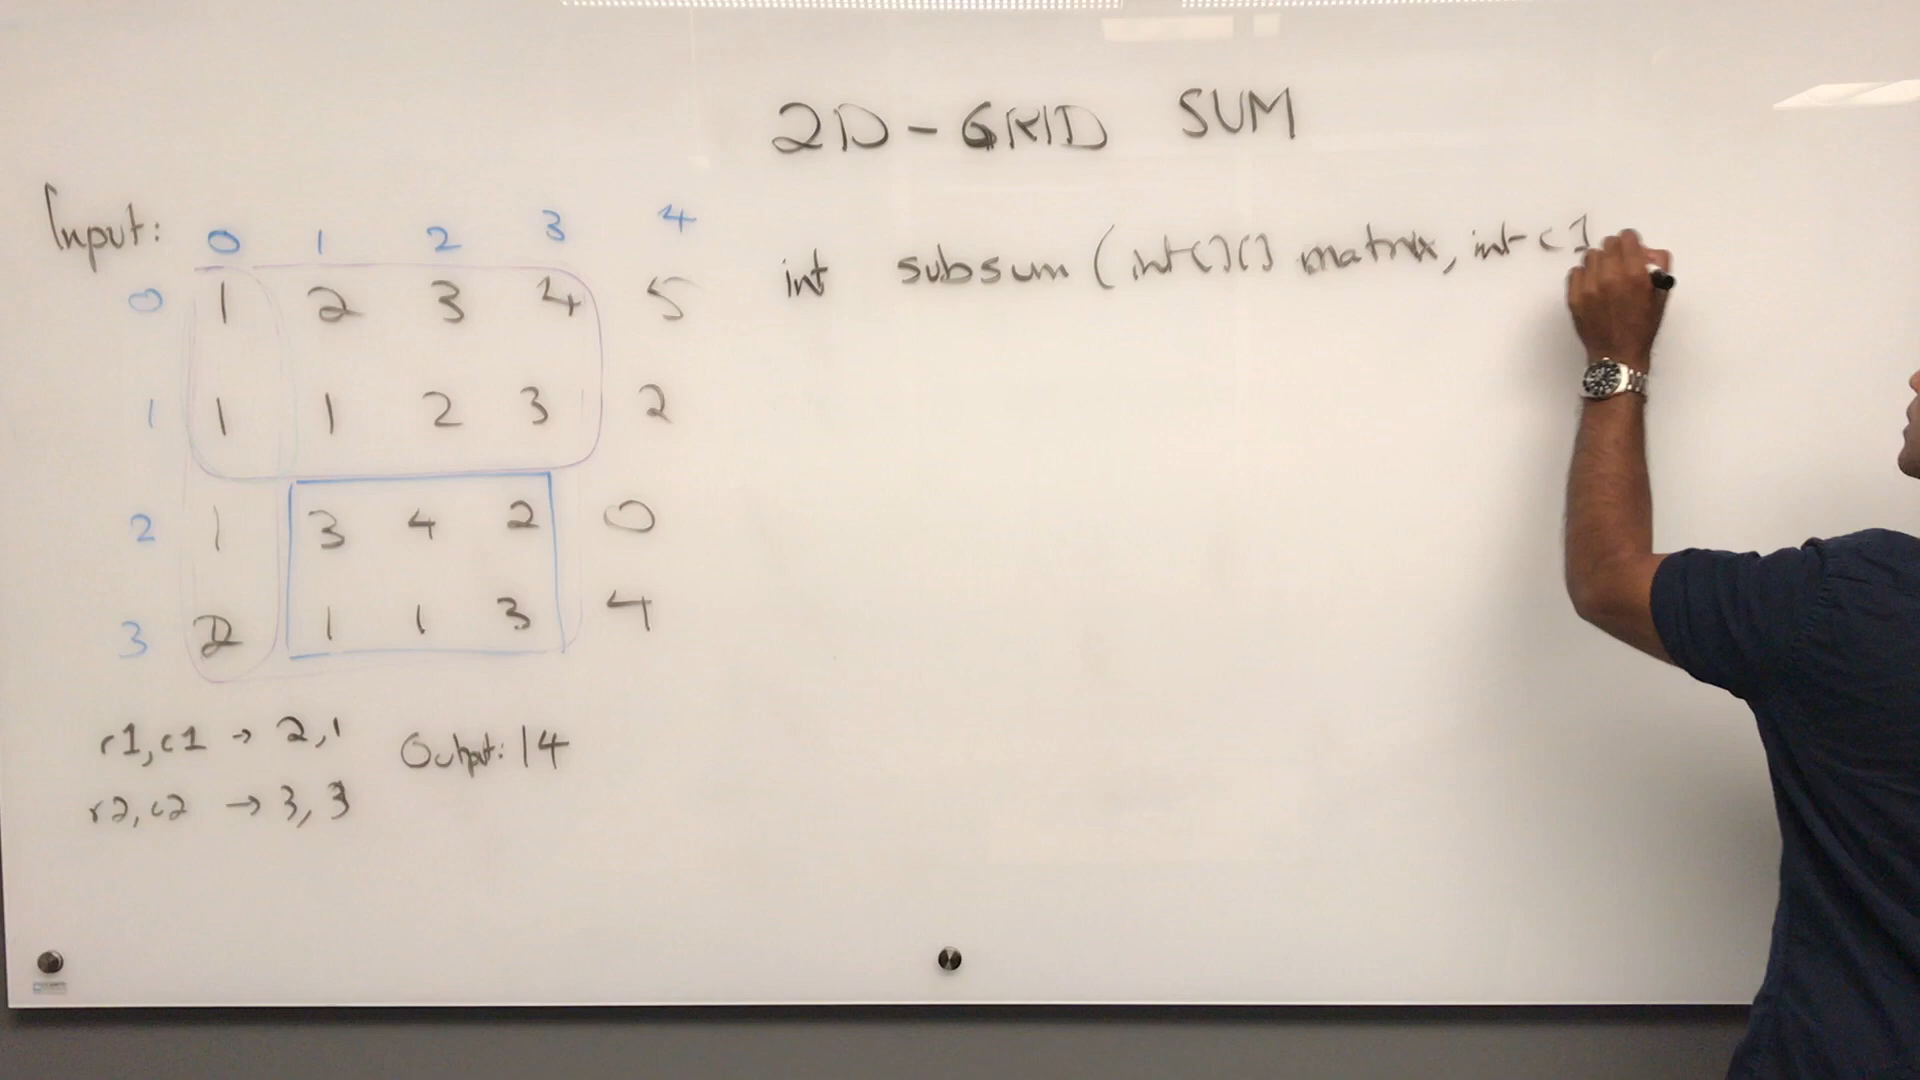 2D-GRID SUM
Input:
0 1 2 3 4
0 1 2 3 4 5
1 1 1 2 3 2
2 1 3 4 2 0
3 2 1 1 3 4
r1,c1 → 2,1
r2,c2 → 3,3
Output: 14
int subsum (int[][] matrix, int c1